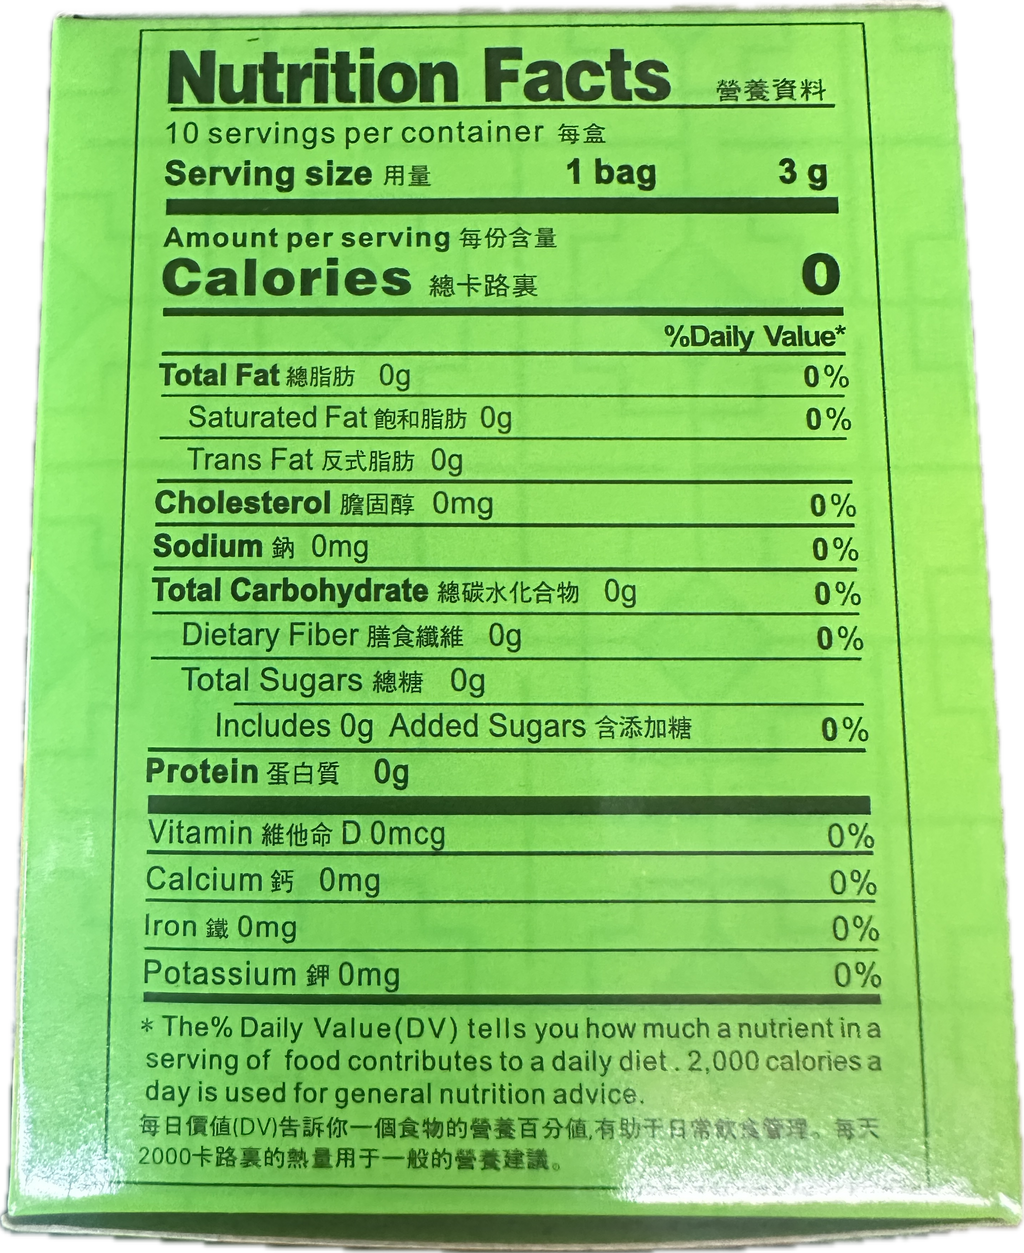 Nutrition Facts 營養資料
10 servings per container 每盒
Serving size 用量 1 bag 3 g
Amount per serving 每份含量
Calories 總卡路裏 0
%Daily Value*
Total Fat 總脂肪 0g 0%
Saturated Fat 飽和脂肪 0g 0%
Trans Fat 反式脂肪 0g
Cholesterol 膽固醇 0mg 0%
Sodium 鈉 0mg 0%
Total Carbohydrate 總碳水化合物 0g 0%
Dietary Fiber 膳食纖維 0g 0%
Total Sugars 總糖 0g
Includes 0g Added Sugars 含添加糖 0%
Protein 蛋白質 0g
Vitamin 維他命 D 0mcg 0%
Calcium 鈣 0mg 0%
Iron 鐵 0mg 0%
Potassium 鉀 0mg 0%
* The% Daily Value(DV) tells you how much a nutrient in a
serving of food contributes to a daily diet. 2,000 calories a
day is used for general nutrition advice.
每日價值(DV)告訴你一個食物的營養百分値,有助于日常飲食管理。每天
2000卡路裏的熱量用于一般的營養建議。